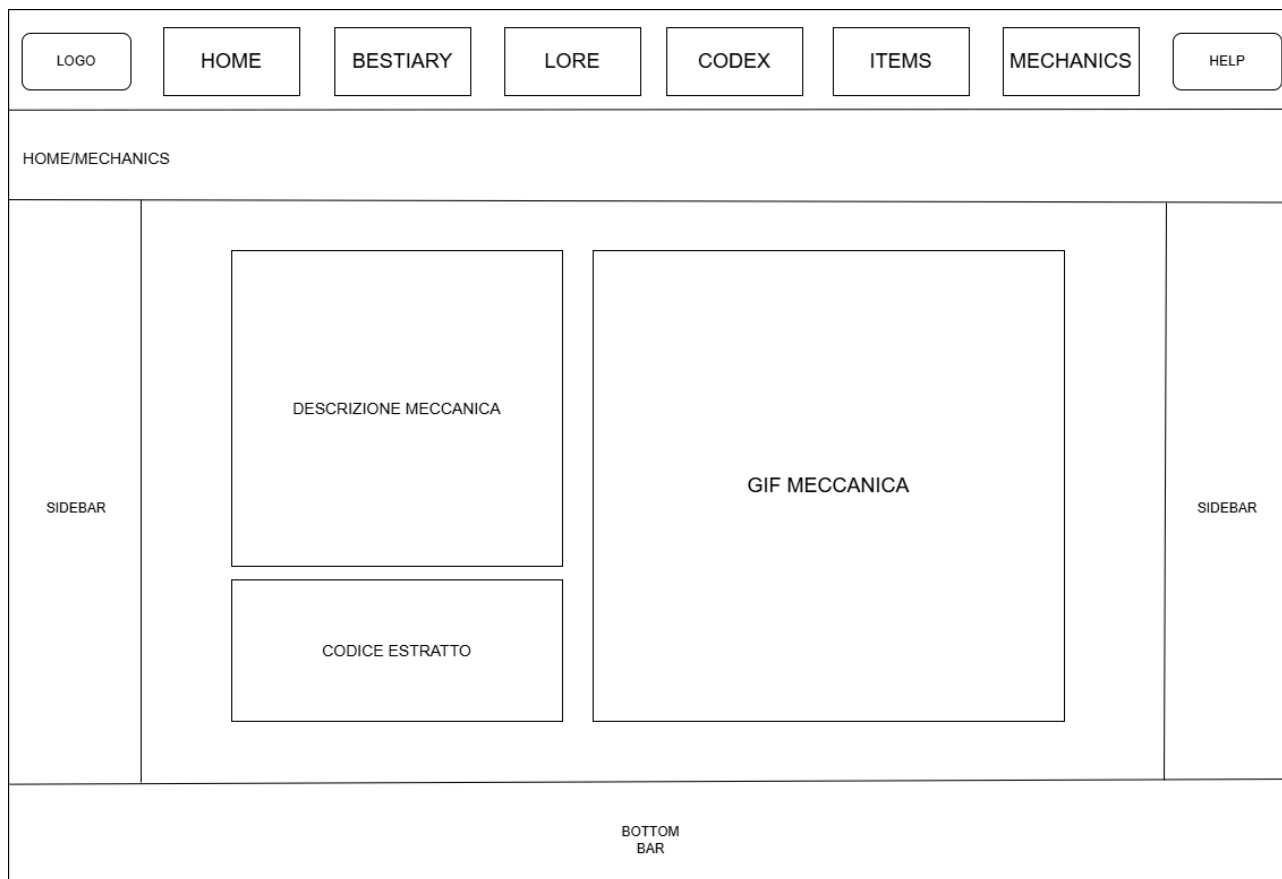 LOGO
HOME
BESTIARY
LORE
CODEX
ITEMS
MECHANICS
HELP
HOME/MECHANICS
SIDEBAR
DESCRIZIONE MECCANICA
CODICE ESTRATTO
GIF MECCANICA
SIDEBAR
BOTTOM
BAR